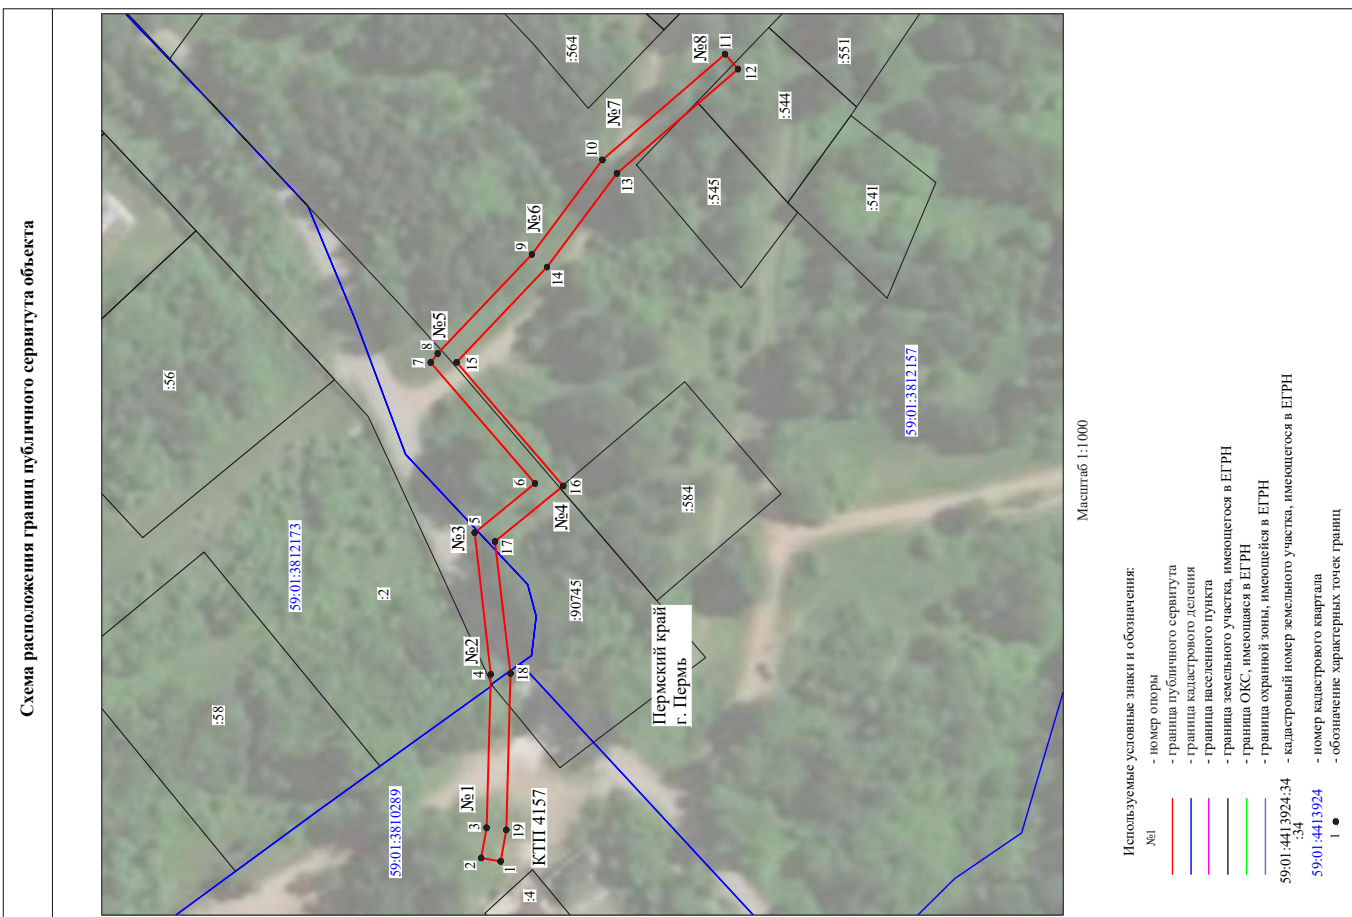 Схема расположения границ публичного сервитута объекта
:58
:56
:564
59:01:3812173
:2
№7
№8
11
12
:551
:544
10
13
:545
№6
9
14
:541
№5
8
7
15
59:01:3812157
6
16
№4
:584
№3
5
17
:90745
№2
4
18
Пермский край
г. Пермь
59:01:3810289
№1
3
2
1
19
КТП 4157
:4
Масштаб 1:1000
Используемые условные знаки и обозначения:
№1 - номер опоры
- граница публичного сервитута
- граница кадастрового деления
- граница населенного пункта
- граница земельного участка, имеющегося в ЕГРН
- граница ОКС, имеющаяся в ЕГРН
- граница охранной зоны, имеющейся в ЕГРН
59:01:4413924:34 - кадастровый номер земельного участка, имеющегося в ЕГРН
:34
59:01:4413924 - номер кадастрового квартала
1 - обозначение характерных точек границ